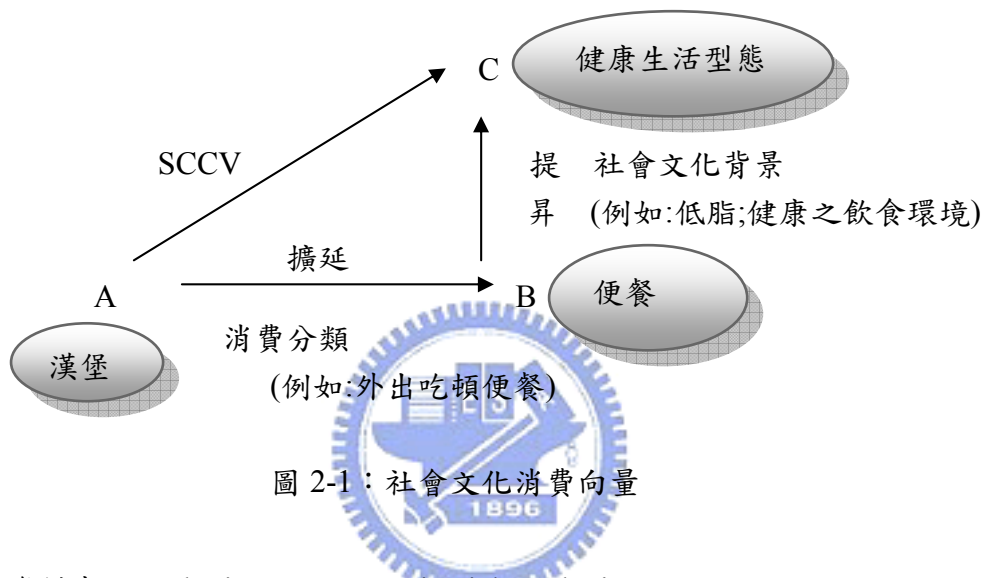 C 健康生活型態
SCCV
提 社會文化背景
昇 (例如:低脂;健康之飲食環境)
擴延
A
B 便餐
漢堡
消費分類
(例如:外出吃頓便餐)
圖 2-1：社會文化消費向量
1896